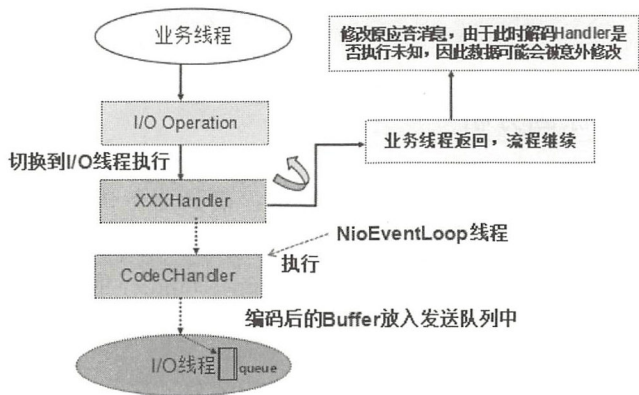 业务线程
修改原应答消息，由于此时解码Handler是
否执行未知，因此数据可能会被意外修改
I/O Operation
业务线程返回，流程继续
切换到I/O线程执行
XXXHandler
NioEventLoop线程
执行
CodeCHandler
编码后的Buffer放入发送队列中
I/O线程
queue